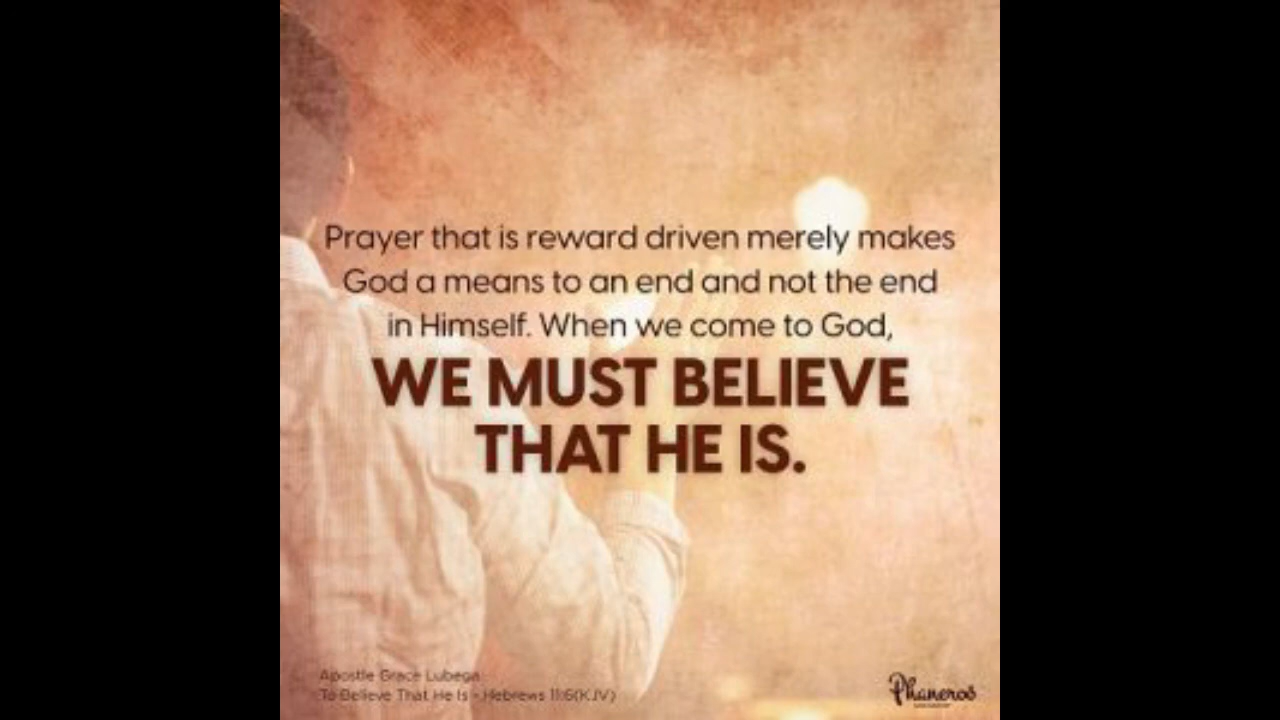 Prayer that is reward driven merely makes
God a means to an end and not the end
in Himself. When we come to God,
WE MUST BELIEVE
THAT HE IS.
Apostle Grace Lubega
To Believe That He Is - Hebrews 11:6(KJV)
Phaneroo